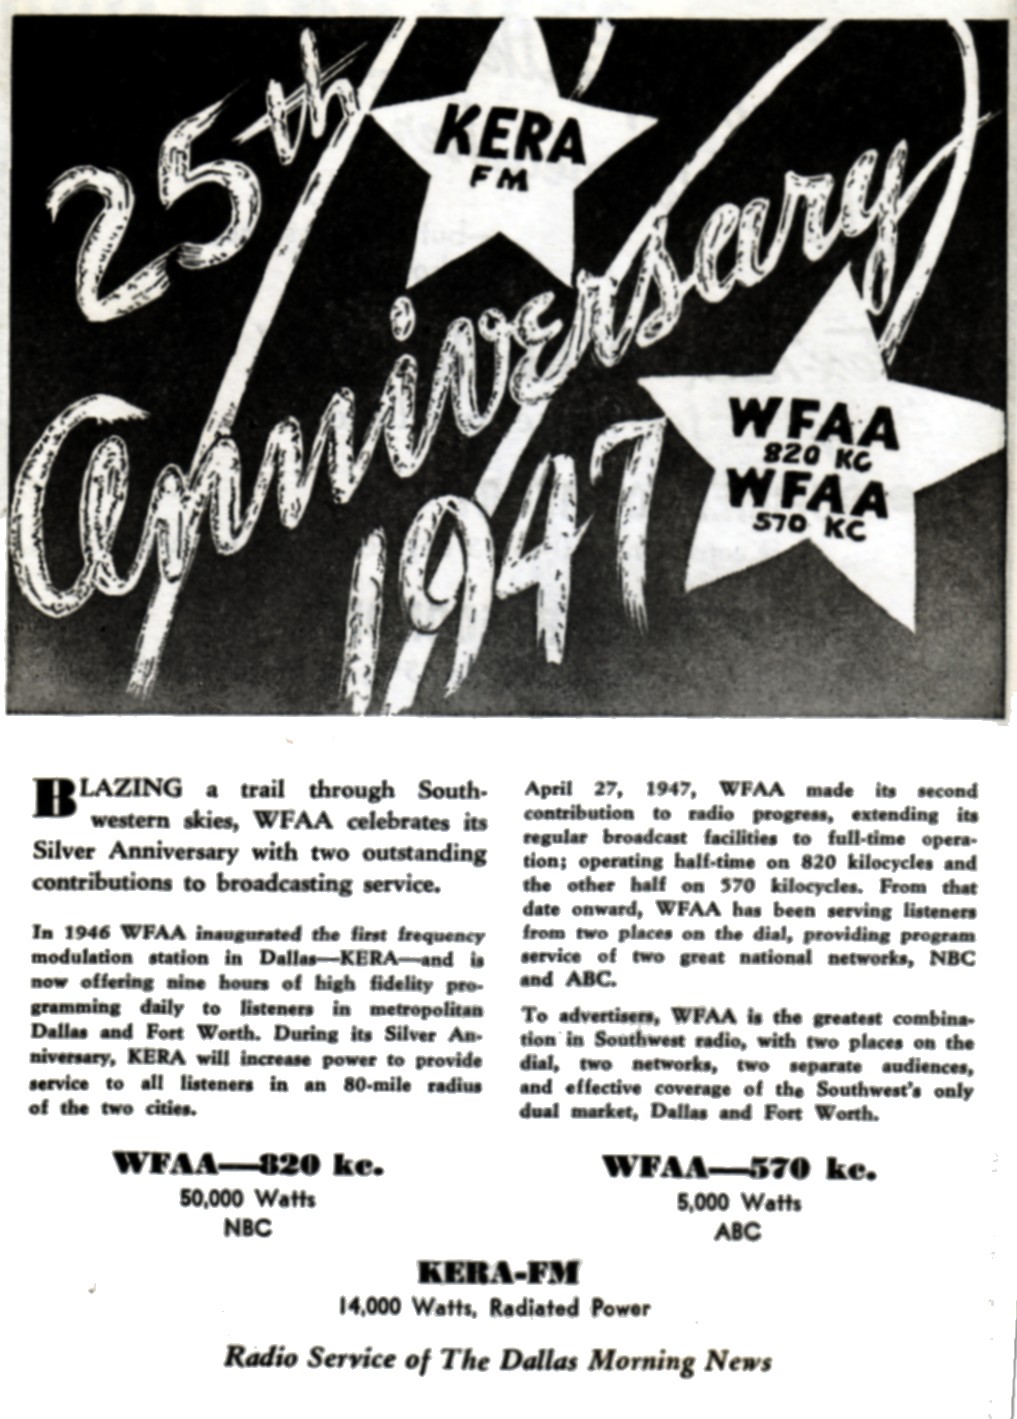 25th
KERA
FM
Anniversary
1947
WFAA
820 KC
WFAA
570 KC
BLAZING a trail through South-
western skies, WFAA celebrates its
Silver Anniversary with two outstanding
contributions to broadcasting service.
In 1946 WFAA inaugurated the first frequency
modulation station in Dallas—KERA—and is
now offering nine hours of high fidelity pro-
gramming daily to listeners in metropolitan
Dallas and Fort Worth. During its Silver An-
niversary, KERA will increase power to provide
service to all listeners in an 80-mile radius
of the two cities.
April 27, 1947, WFAA made its second
contribution to radio progress, extending its
regular broadcast facilities to full-time opera-
tion; operating half-time on 820 kilocycles and
the other half on 570 kilocycles. From that
date onward, WFAA has been serving listeners
from two places on the dial, providing program
service of two great national networks, NBC
and ABC.
To advertisers, WFAA is the greatest combina-
tion in Southwest radio, with two places on the
dial, two networks, two separate audiences,
and effective coverage of the Southwest's only
dual market, Dallas and Fort Worth.
WFAA—820 kc.
50,000 Watts
NBC
WFAA—570 kc.
5,000 Watts
ABC
KERA-FM
14,000 Watts, Radiated Power
Radio Service of The Dallas Morning News